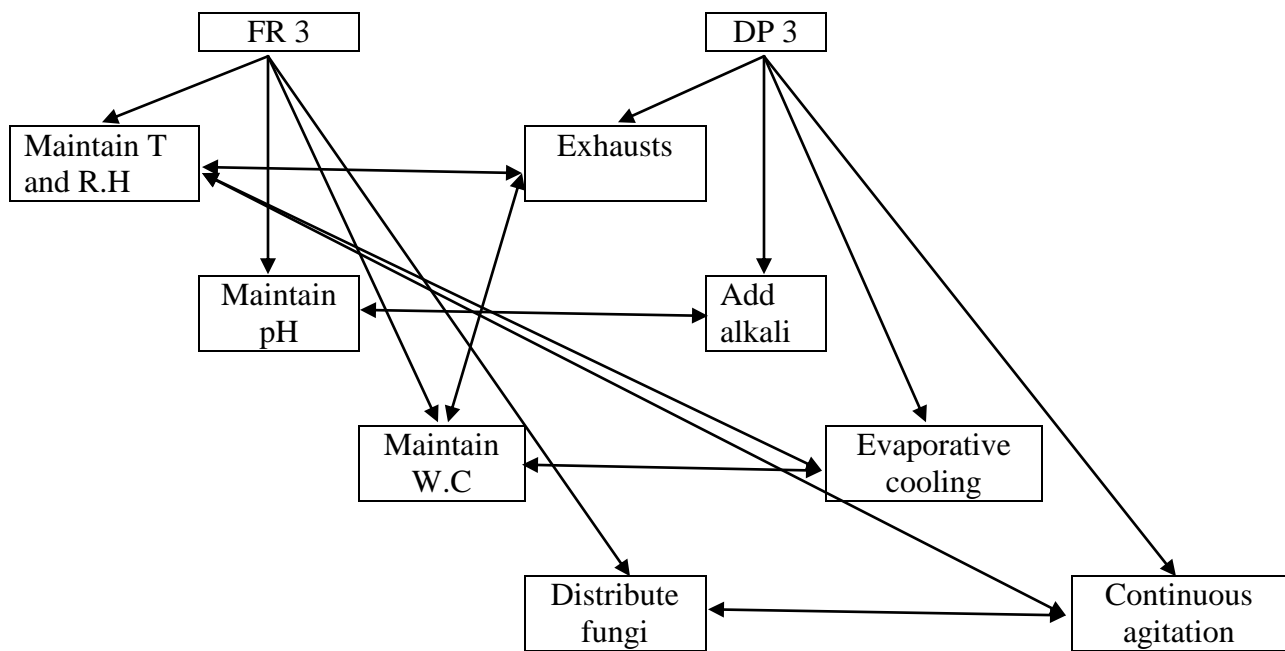 FR 3
DP 3
Maintain T
and R.H
Exhausts
Maintain
pH
Add
alkali
Maintain
W.C
Evaporative
cooling
Distribute
fungi
Continuous
agitation